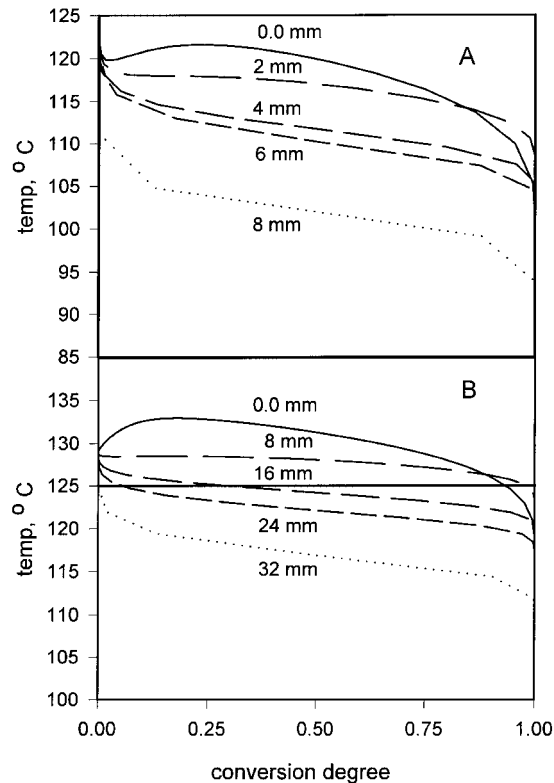 125
120
115
110
105
100
95
90
85
temp, °C
0.0 mm
A
2 mm
4 mm
6 mm
8 mm
135
130
125
120
115
110
105
100
temp, °C
0.0 mm
B
8 mm
16 mm
24 mm
32 mm
0.00
0.25
0.50
0.75
1.00
conversion degree